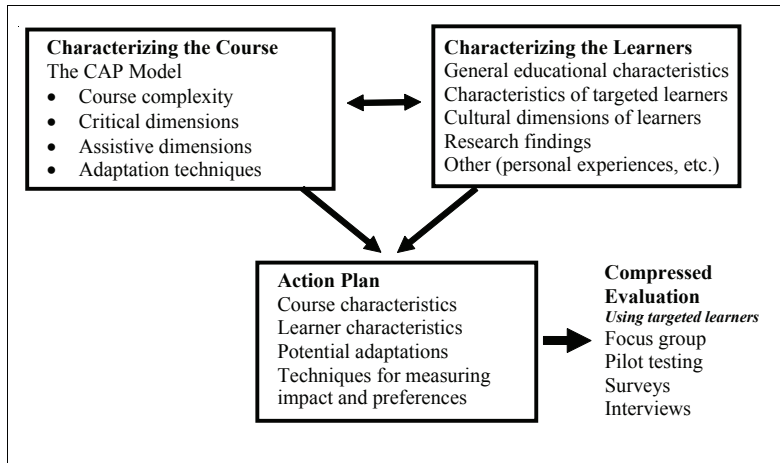 Characterizing the Course
The CAP Model
• Course complexity
• Critical dimensions
• Assistive dimensions
• Adaptation techniques
Characterizing the Learners
General educational characteristics
Characteristics of targeted learners
Cultural dimensions of learners
Research findings
Other (personal experiences, etc.)
Action Plan
Course characteristics
Learner characteristics
Potential adaptations
Techniques for measuring
impact and preferences
Compressed
Evaluation
Using targeted learners
Focus group
Pilot testing
Surveys
Interviews